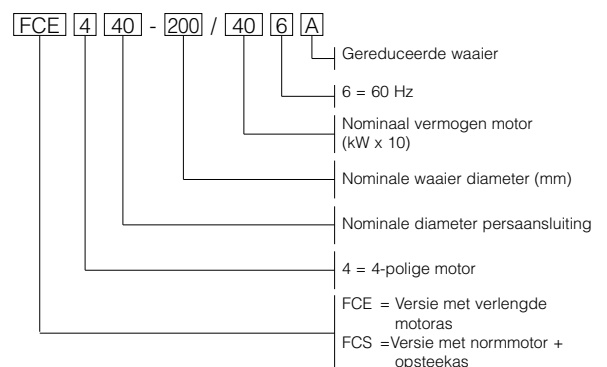 FCE 4 40 - 200 / 40 6 A
Gereduceerde waaier
6 = 60 Hz
Nominaal vermogen motor
(kW x 10)
Nominale waaier diameter (mm)
Nominale diameter persaansluiting
4 = 4-polige motor
FCE = Versie met verlengde
motoras
FCS =Versie met normmotor +
opsteekas